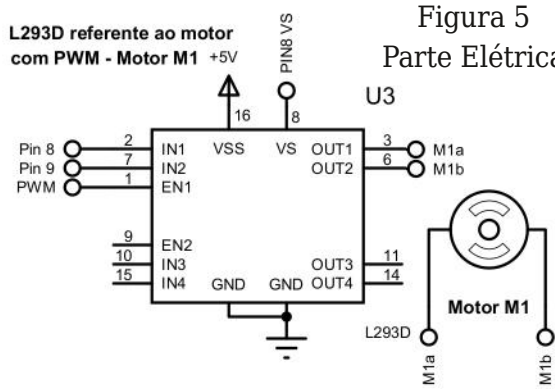 Figura 5
Parte Elétrica
L293D referente ao motor
com PWM - Motor M1
+5V
PIN8 VS
U3
16
8
Pin 8
2
IN1
VSS
VS
OUT1
3
M1a
Pin 9
7
IN2
OUT2
6
M1b
PWM
1
EN1
9
EN2
10
IN3
OUT3
11
15
IN4
GND
GND
OUT4
14
Motor M1
L293D
M1a
M1b